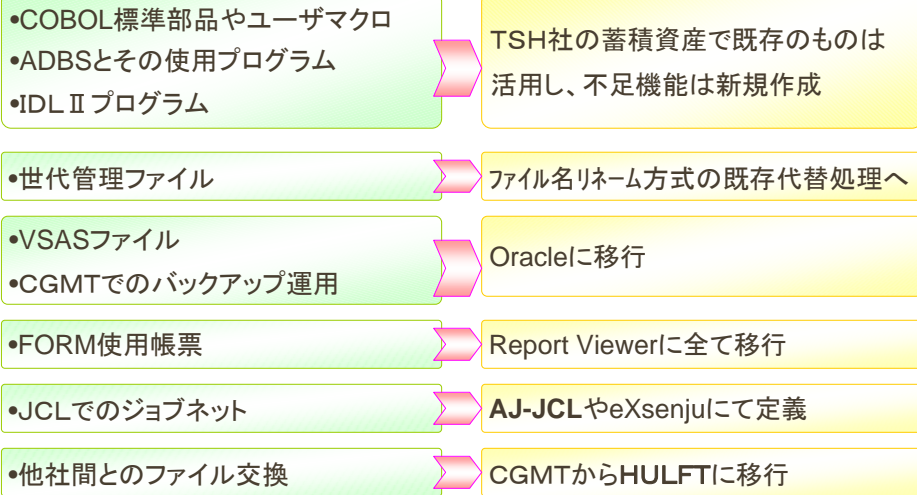 •COBOL標準部品やユーザマクロ
•ADBSとその使用プログラム
•IDLⅡプログラム
TSH社の蓄積資産で既存のものは
活用し、不足機能は新規作成
•世代管理ファイル
ファイル名リネーム方式の既存代替処理へ
•VSASファイル
•CGMTでのバックアップ運用
Oracleに移行
•FORM使用帳票
Report Viewerに全て移行
•JCLでのジョブネット
AJ-JCLやeXsenjuにて定義
•他社間とのファイル交換
CGMTからHULFTに移行